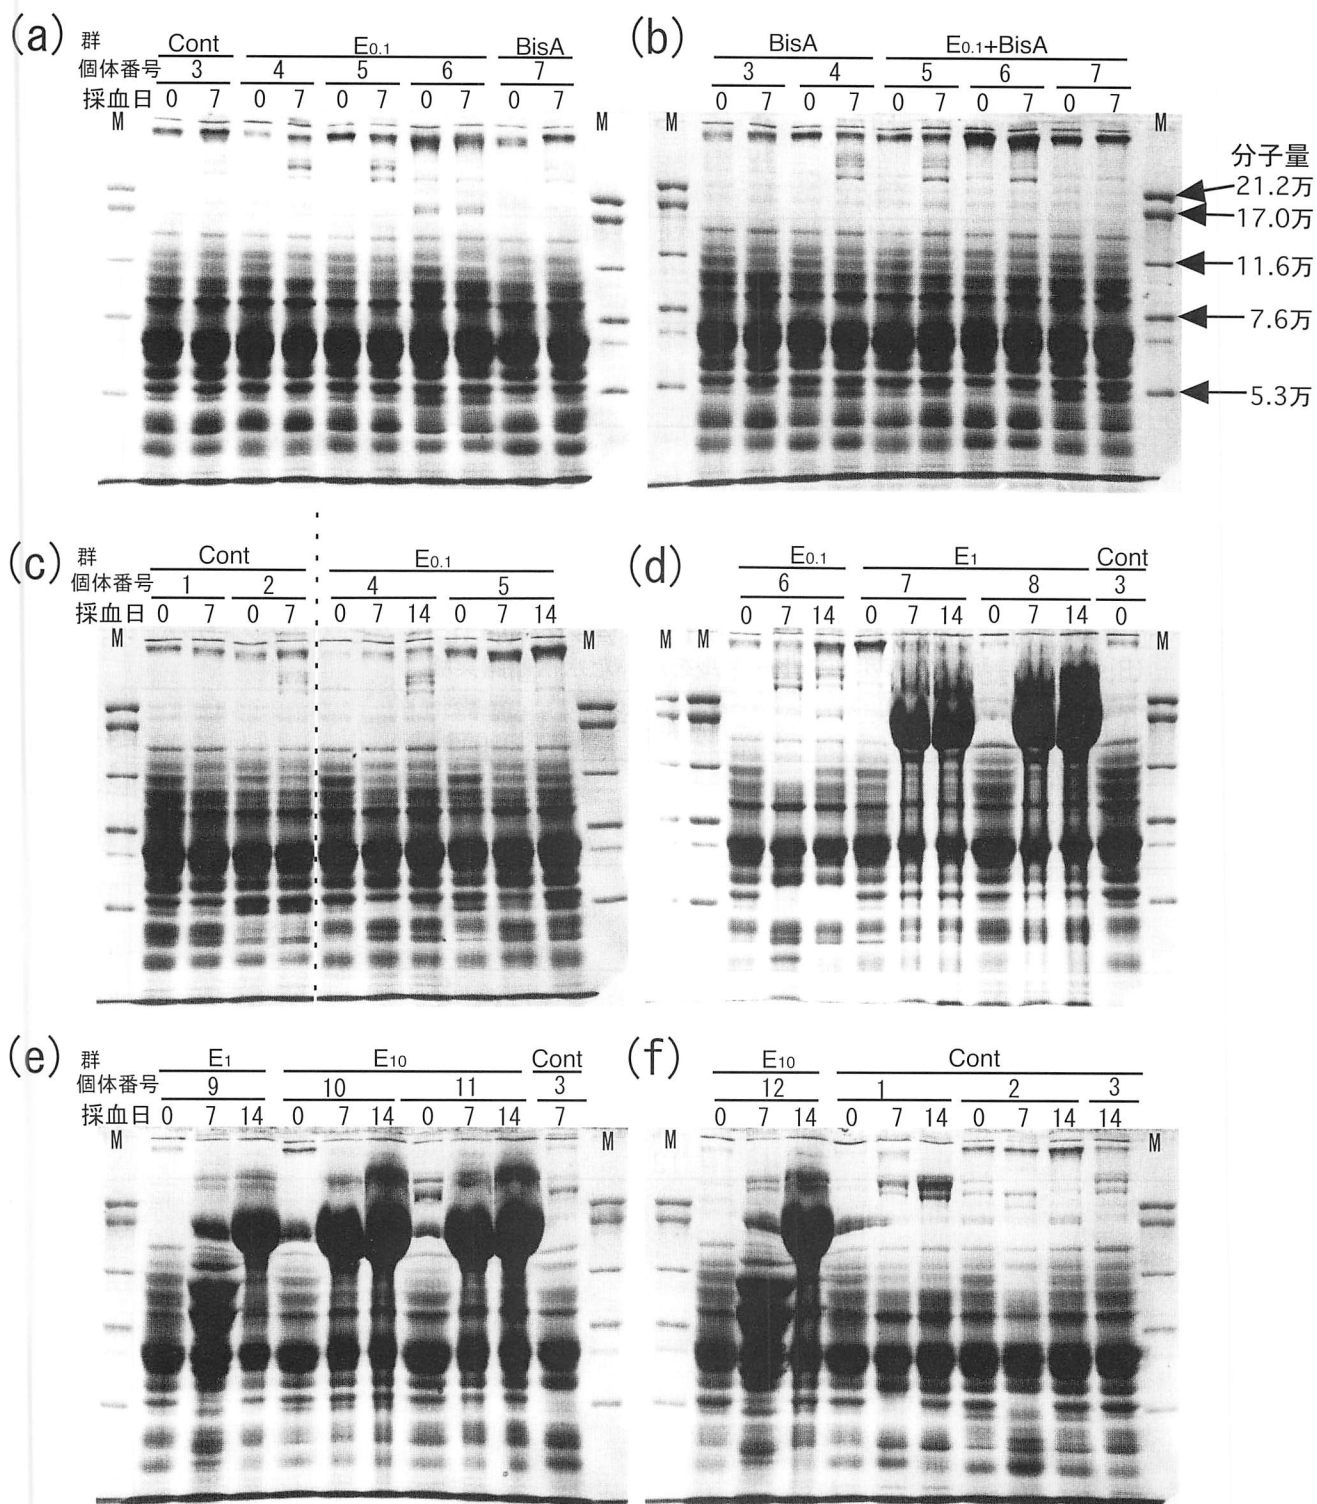 (a) 群 Cont E0.1 BisA
個体番号 3 4 5 6 7
採血日 0 7 0 7 0 7 0 7 0 7
M M
(b) BisA E0.1+BisA
3 4 5 6 7
0 7 0 7 0 7 0 7 0 7
M M
分子量
21.2万
17.0万
11.6万
7.6万
5.3万
(c) 群 Cont E0.1
個体番号 1 2 4 5
採血日 0 7 0 7 0 7 14 0 7 14
M M
(d) E0.1 E1 Cont
6 7 8 3
0 7 14 0 7 14 0 7 14 0
M M M
(e) 群 E1 E10 Cont
個体番号 9 10 11 3
採血日 0 7 14 0 7 14 0 7 14 7
M M
(f) E10 Cont
12 1 2 3
0 7 14 0 7 14 0 7 14 14
M M